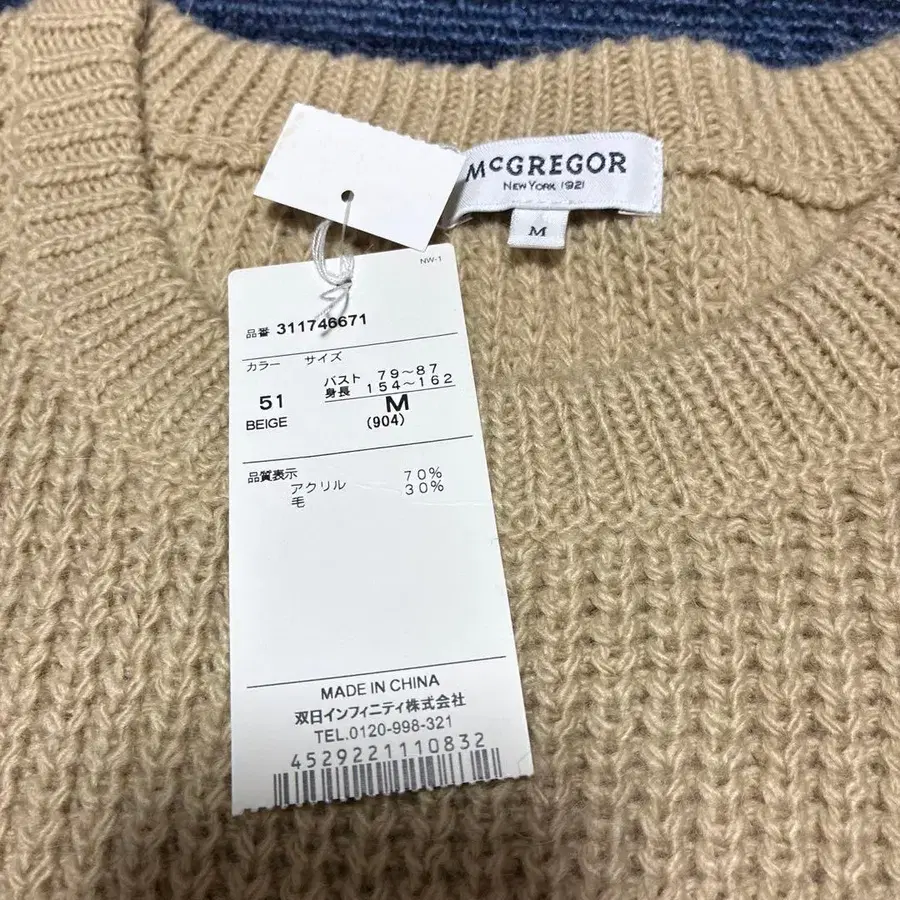 McGREGOR
NEW YORK 1921
M
NW-1
品番 311746671
カラー サイズ
51 バスト 79～87
身長 154～162
BEIGE M
(904)
品質表示
アクリル 70%
毛 30%
MADE IN CHINA
双日インフィニティ株式会社
TEL.0120-998-321
4529221110832